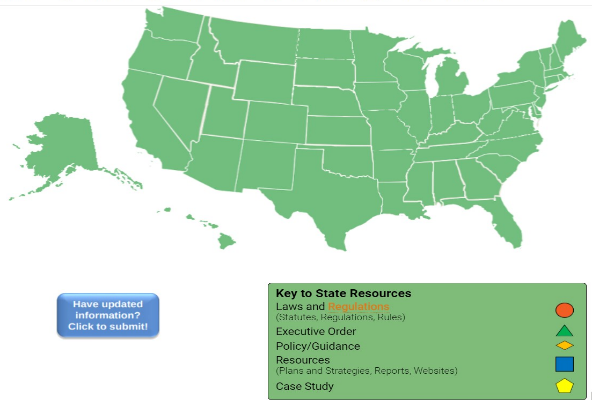 Have updated
information?
Click to submit!
Key to State Resources
Laws and Regulations
(Statutes, Regulations, Rules)
Executive Order
Policy/Guidance
Resources
(Plans and Strategies, Reports, Websites)
Case Study